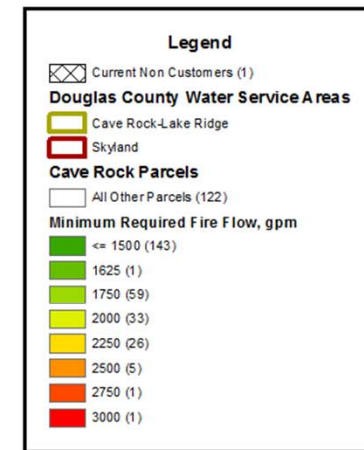 Legend
Current Non Customers (1)
Douglas County Water Service Areas
Cave Rock-Lake Ridge
Skyland
Cave Rock Parcels
All Other Parcels (122)
Minimum Required Fire Flow, gpm
<= 1500 (143)
1625 (1)
1750 (59)
2000 (33)
2250 (26)
2500 (5)
2750 (1)
3000 (1)